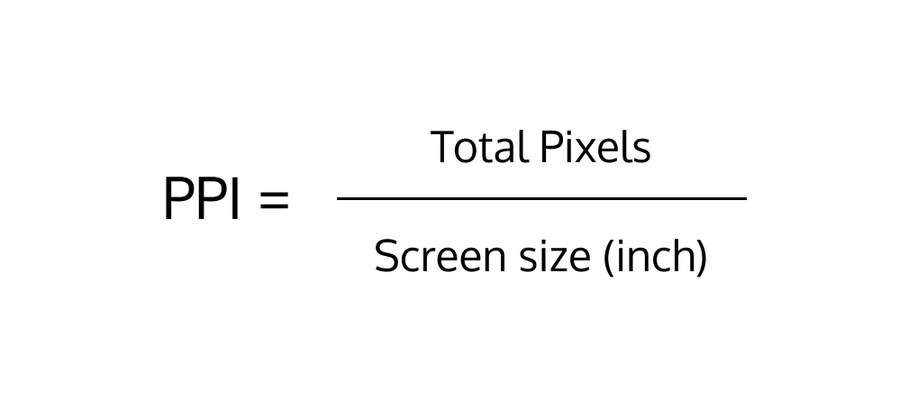 Total Pixels
PPI =
Screen size (inch)